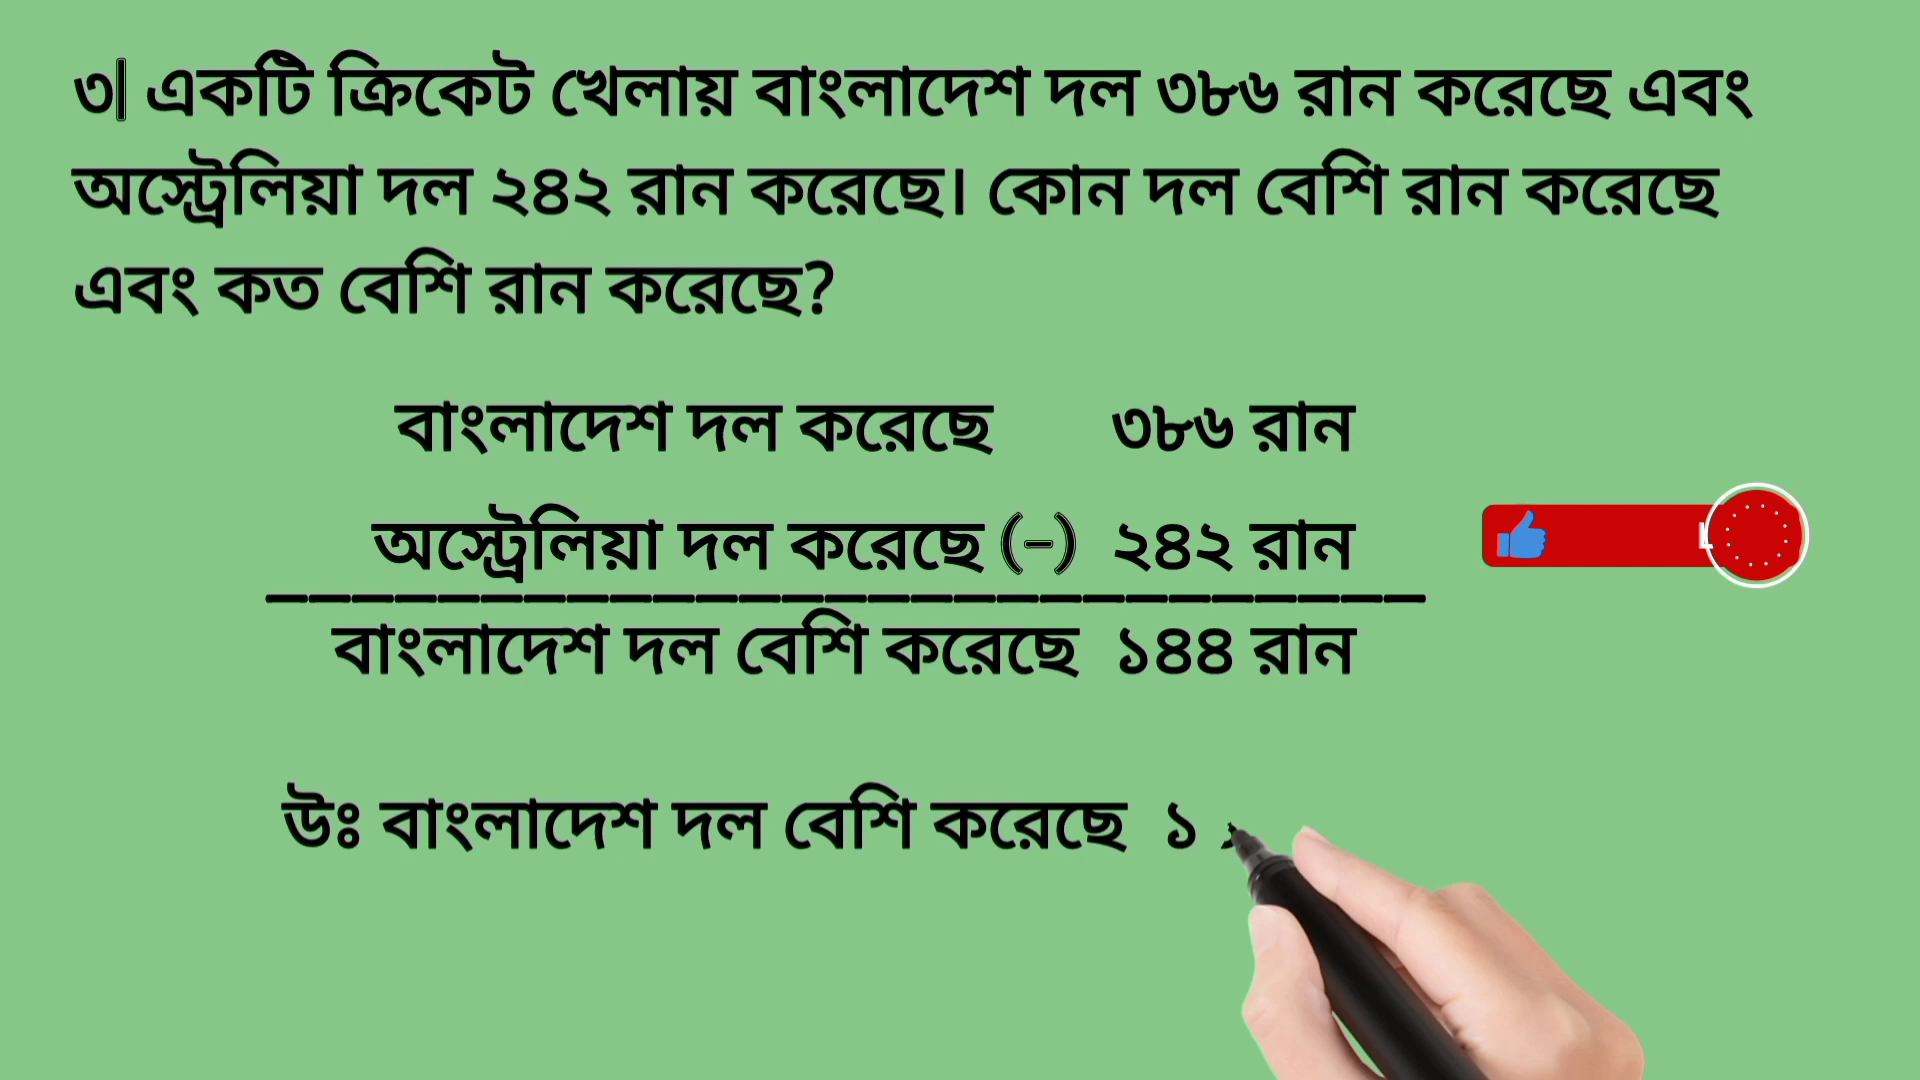 ৩| একটি ক্রিকেট খেলায় বাংলাদেশ দল ৩৮৬ রান করেছে এবং
অস্ট্রেলিয়া দল ২৪২ রান করেছে। কোন দল বেশি রান করেছে
এবং কত বেশি রান করেছে?
বাংলাদেশ দল করেছে ৩৮৬ রান
অস্ট্রেলিয়া দল করেছে (-) ২৪২ রান
বাংলাদেশ দল বেশি করেছে ১৪৪ রান
উঃ বাংলাদেশ দল বেশি করেছে ১